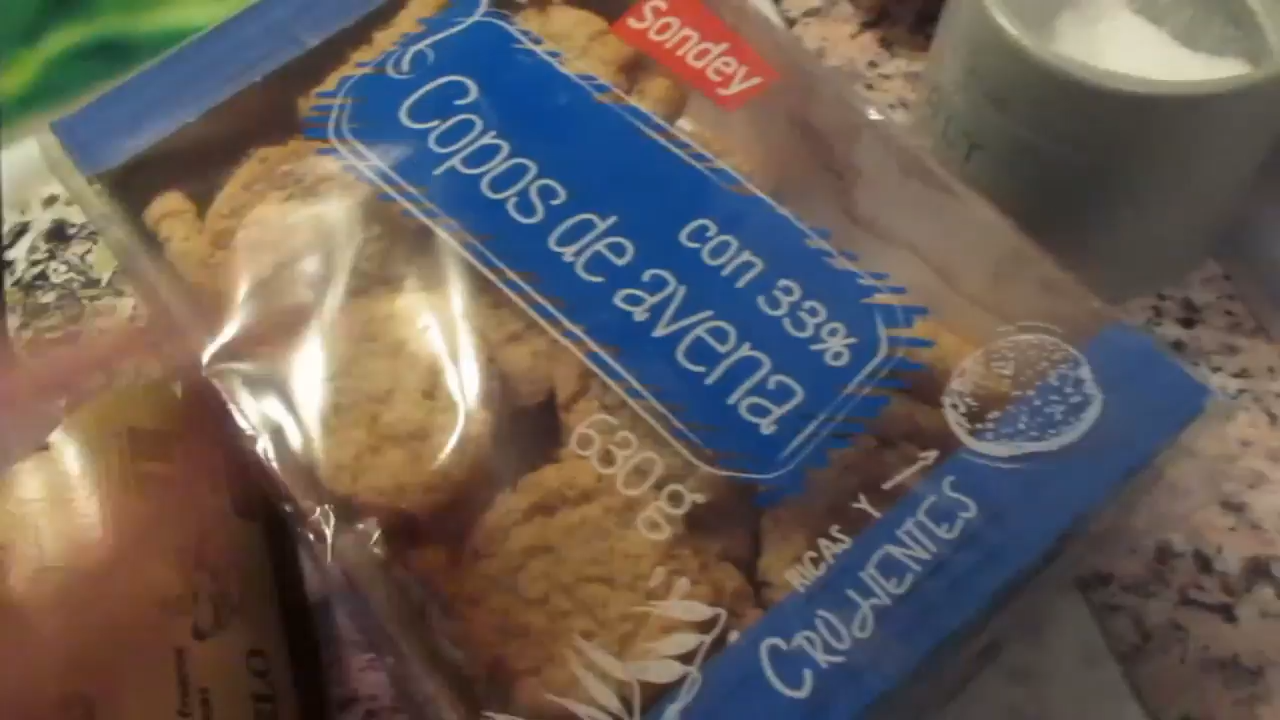 Sondey
con 33%
Copos de avena
630 g
RICAS Y
CRUJIENTES